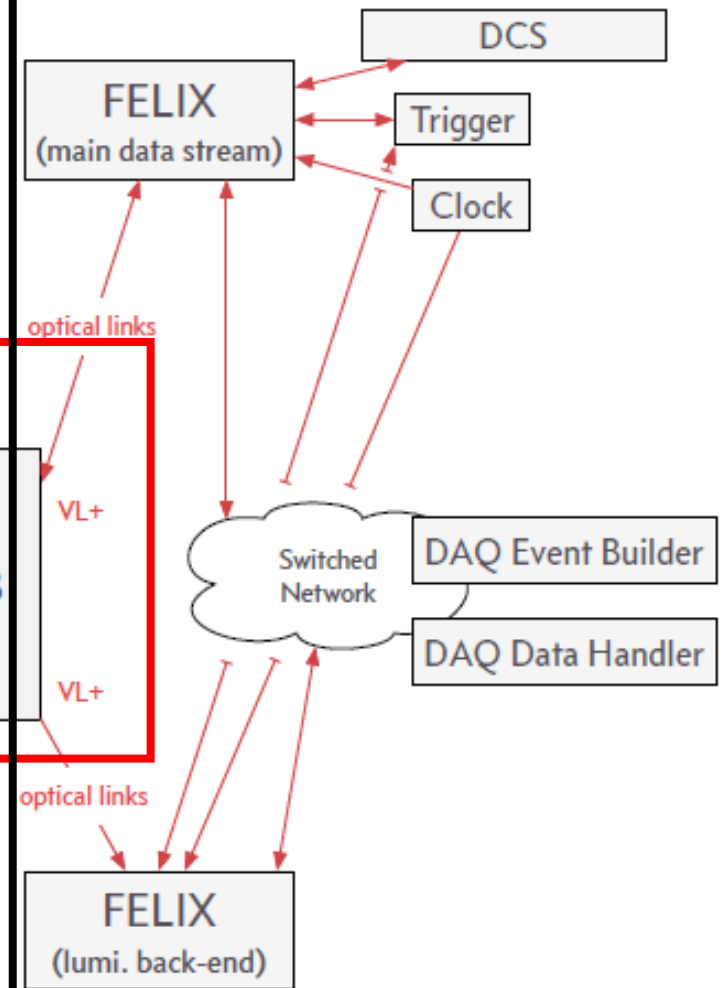 DCS
FELIX
(main data stream)
Trigger
Clock
optical links
VL+
Switched
Network
DAQ Event Builder
DAQ Data Handler
VL+
optical links
FELIX
(lumi. back-end)